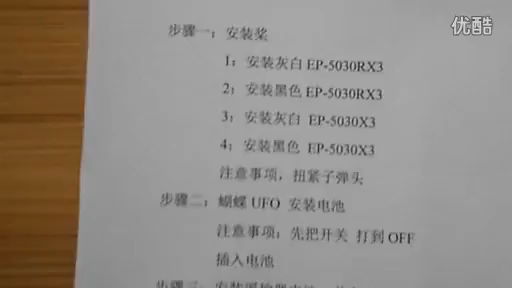 优酷
步骤一：安装桨
1：安装灰白 EP-5030RX3
2：安装黑色 EP-5030RX3
3：安装灰白 EP-5030X3
4：安装黑色 EP-5030X3
注意事项，扭紧子弹头
步骤二：蝴蝶 UFO 安装电池
注意事项：先把开关 打到 OFF
插入电池